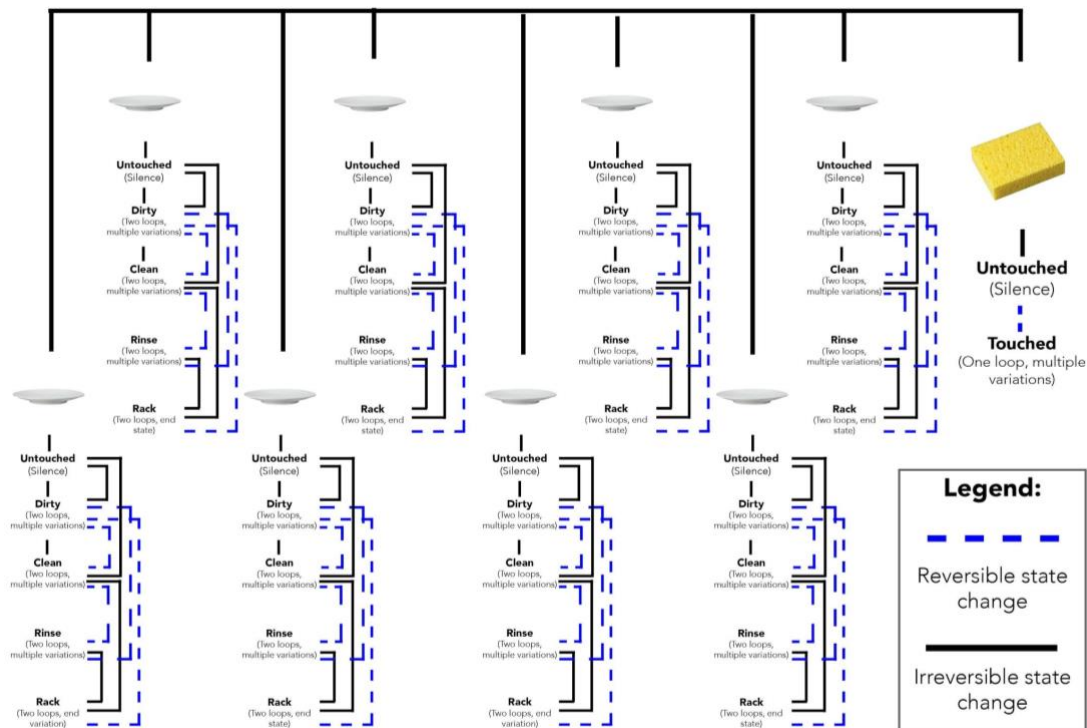 Untouched
(Silence)
Dirty
(Two loops,
multiple variations)
Clean
(Two loops,
multiple variations)
Rinse
(Two loops,
multiple variations)
Rack
(Two loops, end
state)
Untouched
(Silence)
Dirty
(Two loops,
multiple variations)
Clean
(Two loops,
multiple variations)
Rinse
(Two loops,
multiple variations)
Rack
(Two loops, end
state)
Untouched
(Silence)
Dirty
(Two loops,
multiple variations)
Clean
(Two loops,
multiple variations)
Rinse
(Two loops,
multiple variations)
Rack
(Two loops, end
state)
Untouched
(Silence)
Dirty
(Two loops,
multiple variations)
Clean
(Two loops,
multiple variations)
Rinse
(Two loops,
multiple variations)
Rack
(Two loops, end
state)
Untouched
(Silence)
Touched
(One loop, multiple
variations)
Untouched
(Silence)
Dirty
(Two loops,
multiple variations)
Clean
(Two loops,
multiple variations)
Rinse
(Two loops,
multiple variations)
Rack
(Two loops, end
variation)
Untouched
(Silence)
Dirty
(Two loops,
multiple variations)
Clean
(Two loops,
multiple variations)
Rinse
(Two loops,
multiple variations)
Rack
(Two loops, end
state)
Untouched
(Silence)
Dirty
(Two loops,
multiple variations)
Clean
(Two loops,
multiple variations)
Rinse
(Two loops,
multiple variations)
Rack
(Two loops, end
variation)
Untouched
(Silence)
Dirty
(Two loops,
multiple variations)
Clean
(Two loops,
multiple variations)
Rinse
(Two loops,
multiple variations)
Rack
(Two loops, end
state)
Legend:
Reversible state
change
Irreversible state
change